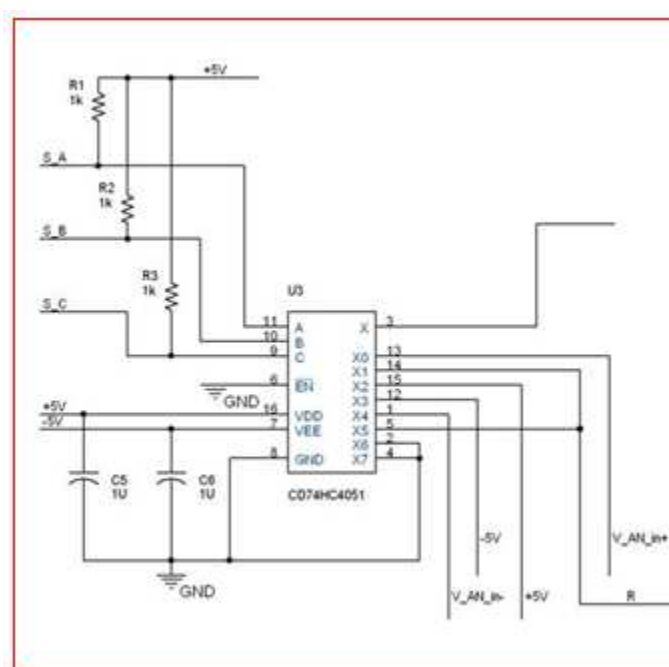 +5V
R1
1k
S_A
R2
1k
S_B
R3
1k
S_C
U3
11 A X 3
10 B
9 C X0 13
X1 14
6 EN X2 15
GND
X3 12
+5V 16 VDD X4 1
-5V 7 VEE X5 5
X6 2
8 GND X7 4
C5
1U
C6
1U
CD74HC4051
GND
-5V
V_AN_in+
V_AN_in-
+5V
R